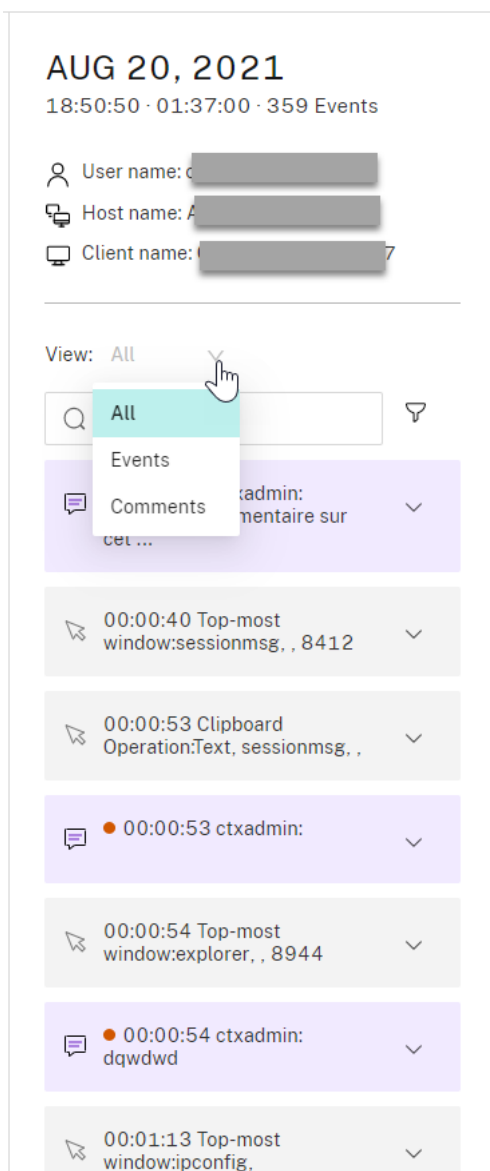 AUG 20, 2021
18:50:50 · 01:37:00 · 359 Events
User name:
Host name:
Client name: 7
View: All
All
Events
Comments
xadmin:
mentaire sur
cet ...
00:00:40 Top-most
window:sessionmsg, , 8412
00:00:53 Clipboard
Operation:Text, sessionmsg, ,
00:00:53 ctxadmin:
00:00:54 Top-most
window:explorer, , 8944
00:00:54 ctxadmin:
dqwdwd
00:01:13 Top-most
window:ipconfig,